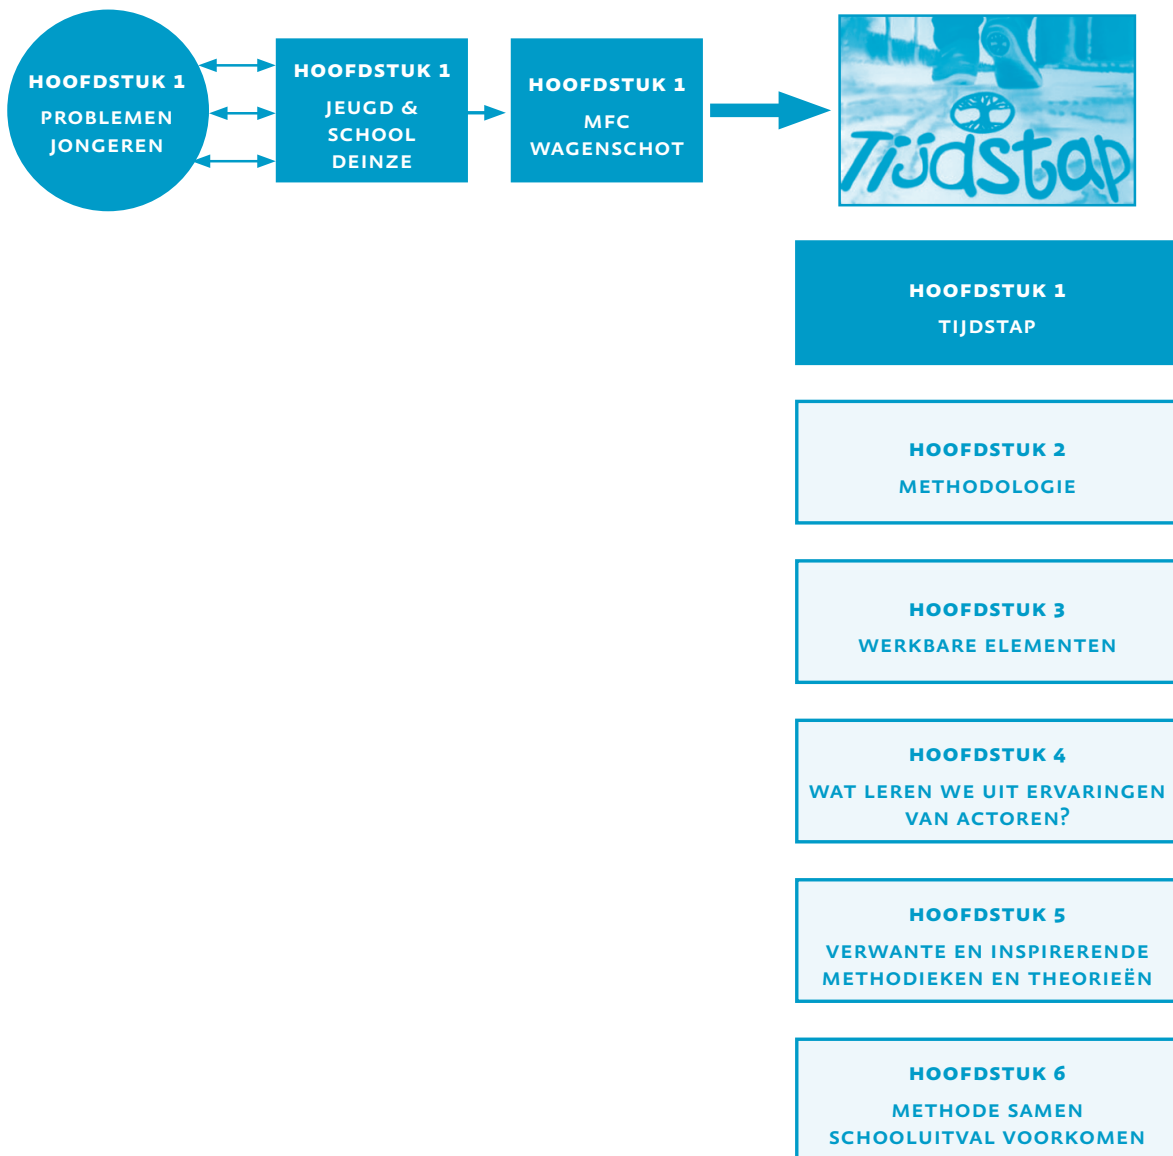 HOOFDSTUK 1
PROBLEMEN
JONGEREN
HOOFDSTUK 1
JEUGD &
SCHOOL
DEINZE
HOOFDSTUK 1
MFC
WAGENSCHOT
Tijdstap
HOOFDSTUK 1
TIJDSTAP
HOOFDSTUK 2
METHODOLOGIE
HOOFDSTUK 3
WERKBARE ELEMENTEN
HOOFDSTUK 4
WAT LEREN WE UIT ERVARINGEN
VAN ACTOREN?
HOOFDSTUK 5
VERWANTE EN INSPIRERENDE
METHODIEKEN EN THEORIEËN
HOOFDSTUK 6
METHODE SAMEN
SCHOOLUITVAL VOORKOMEN